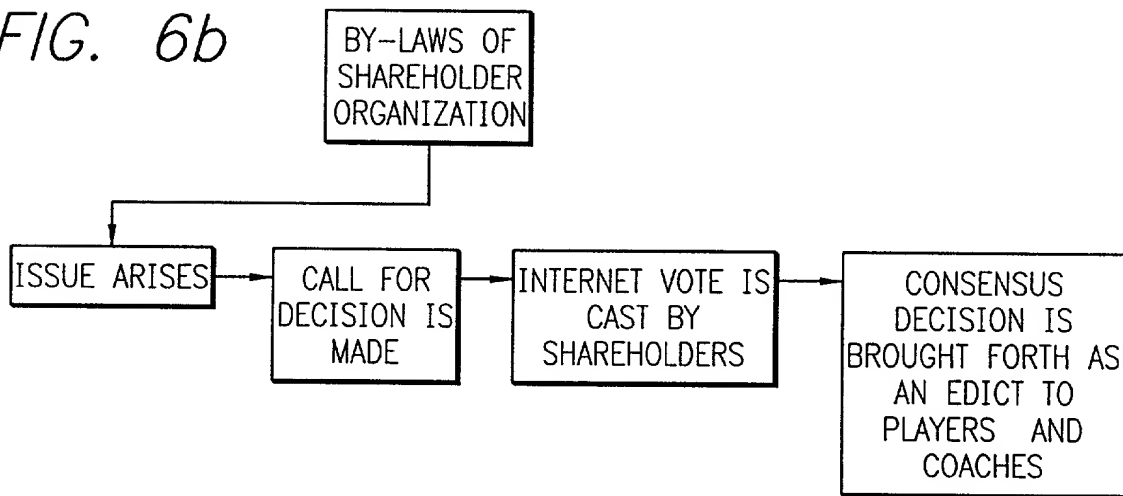 FIG. 6b
BY-LAWS OF
SHAREHOLDER
ORGANIZATION
ISSUE ARISES
CALL FOR
DECISION IS
MADE
INTERNET VOTE IS
CAST BY
SHAREHOLDERS
CONSENSUS
DECISION IS
BROUGHT FORTH AS
AN EDICT TO
PLAYERS AND
COACHES